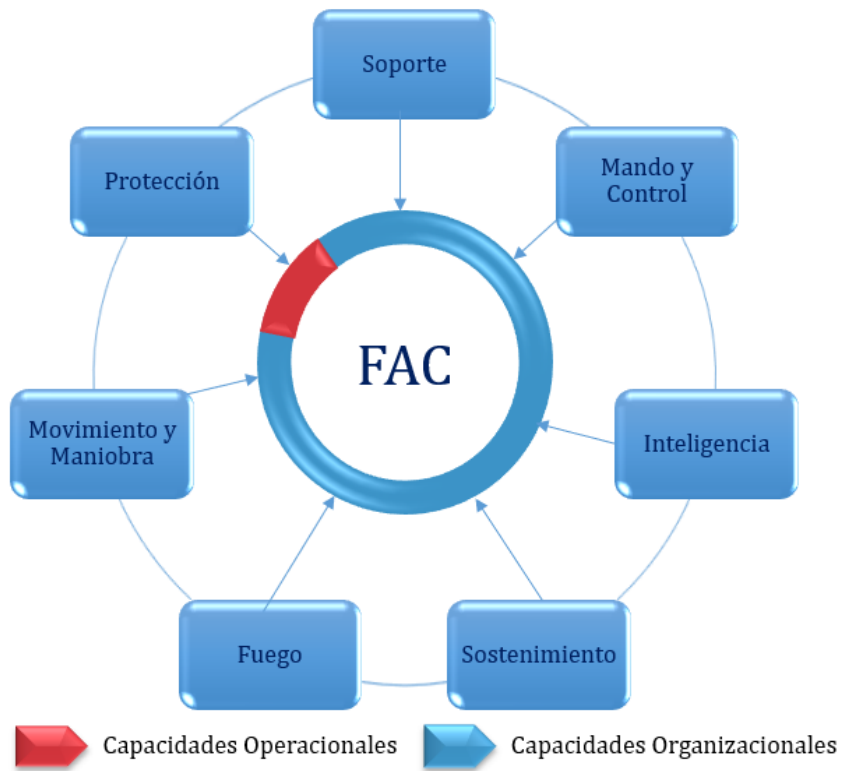 Soporte
Protección
Mando y
Control
FAC
Movimiento y
Maniobra
Inteligencia
Fuego
Sostenimiento
Capacidades Operacionales
Capacidades Organizacionales